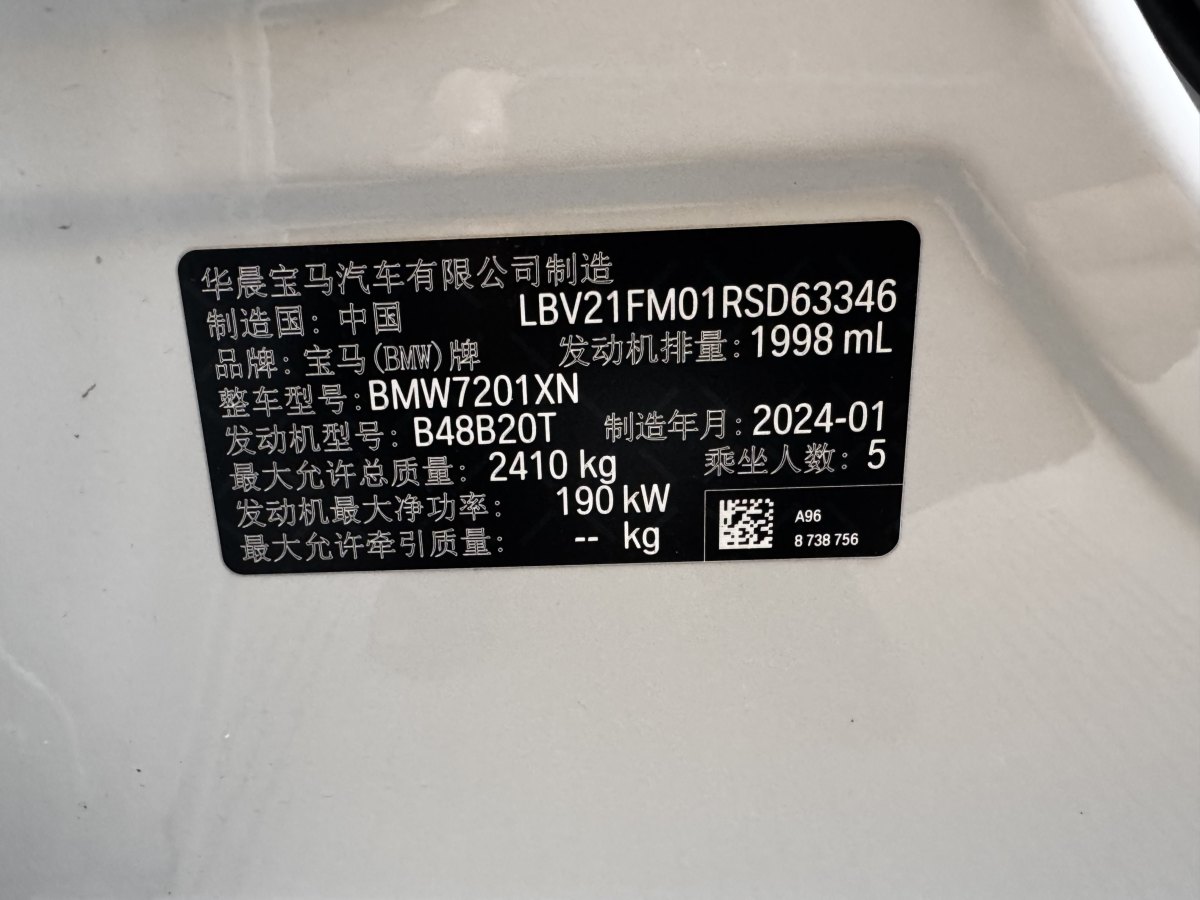 华晨宝马汽车有限公司制造
制造国：中国 LBV21FM01RSD63346
品牌：宝马(BMW)牌 发动机排量：1998 mL
整车型号：BMW7201XN
发动机型号：B48B20T 制造年月：2024-01
最大允许总质量：2410 kg 乘坐人数：5
发动机最大净功率：190 kW
最大允许牵引质量：-- kg
A96
8 738 756